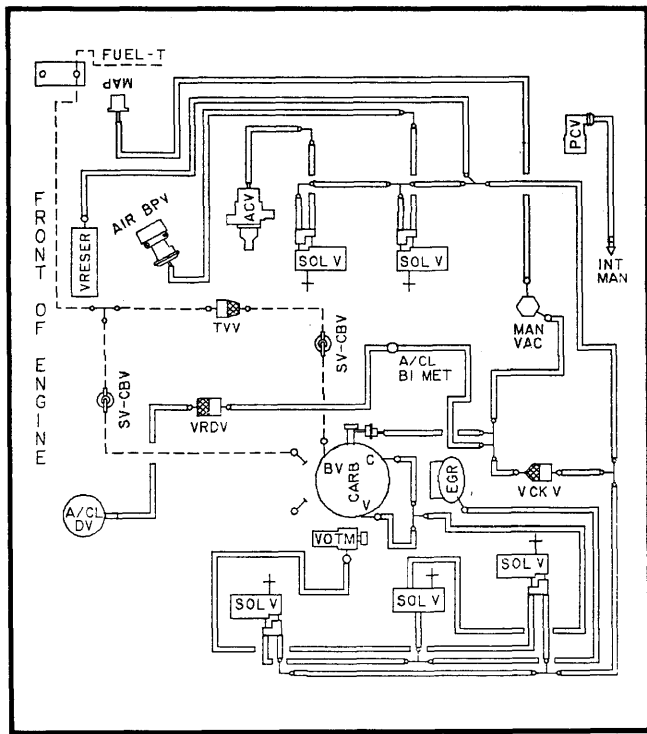 FUEL-T
MAP
PCV
FRONT OF ENGINE
VRESER
AIR BPV
ACV
SOL V
SOL V
INT
MAN
TVV
SV-CBV
MAN
VAC
A/CL
BI MET
SV-CBV
VRDV
BV
C
CARB
V
EGR
VCK V
A/CL
DV
VOTM
SOL V
SOL V
SOL V